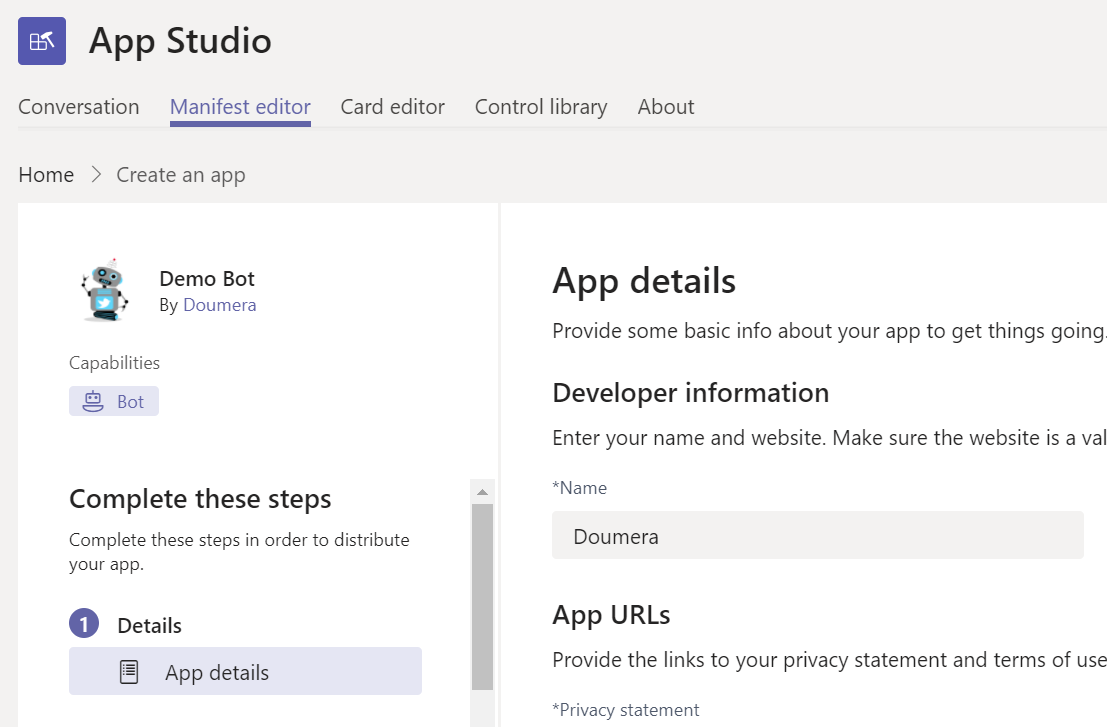 App Studio
Conversation Manifest editor Card editor Control library About
Home Create an app
Demo Bot
By Doumera
Capabilities
Bot
Complete these steps
Complete these steps in order to distribute
your app.
1 Details
App details
App details
Provide some basic info about your app to get things going.
Developer information
Enter your name and website. Make sure the website is a val
*Name
Doumera
App URLs
Provide the links to your privacy statement and terms of use
*Privacy statement